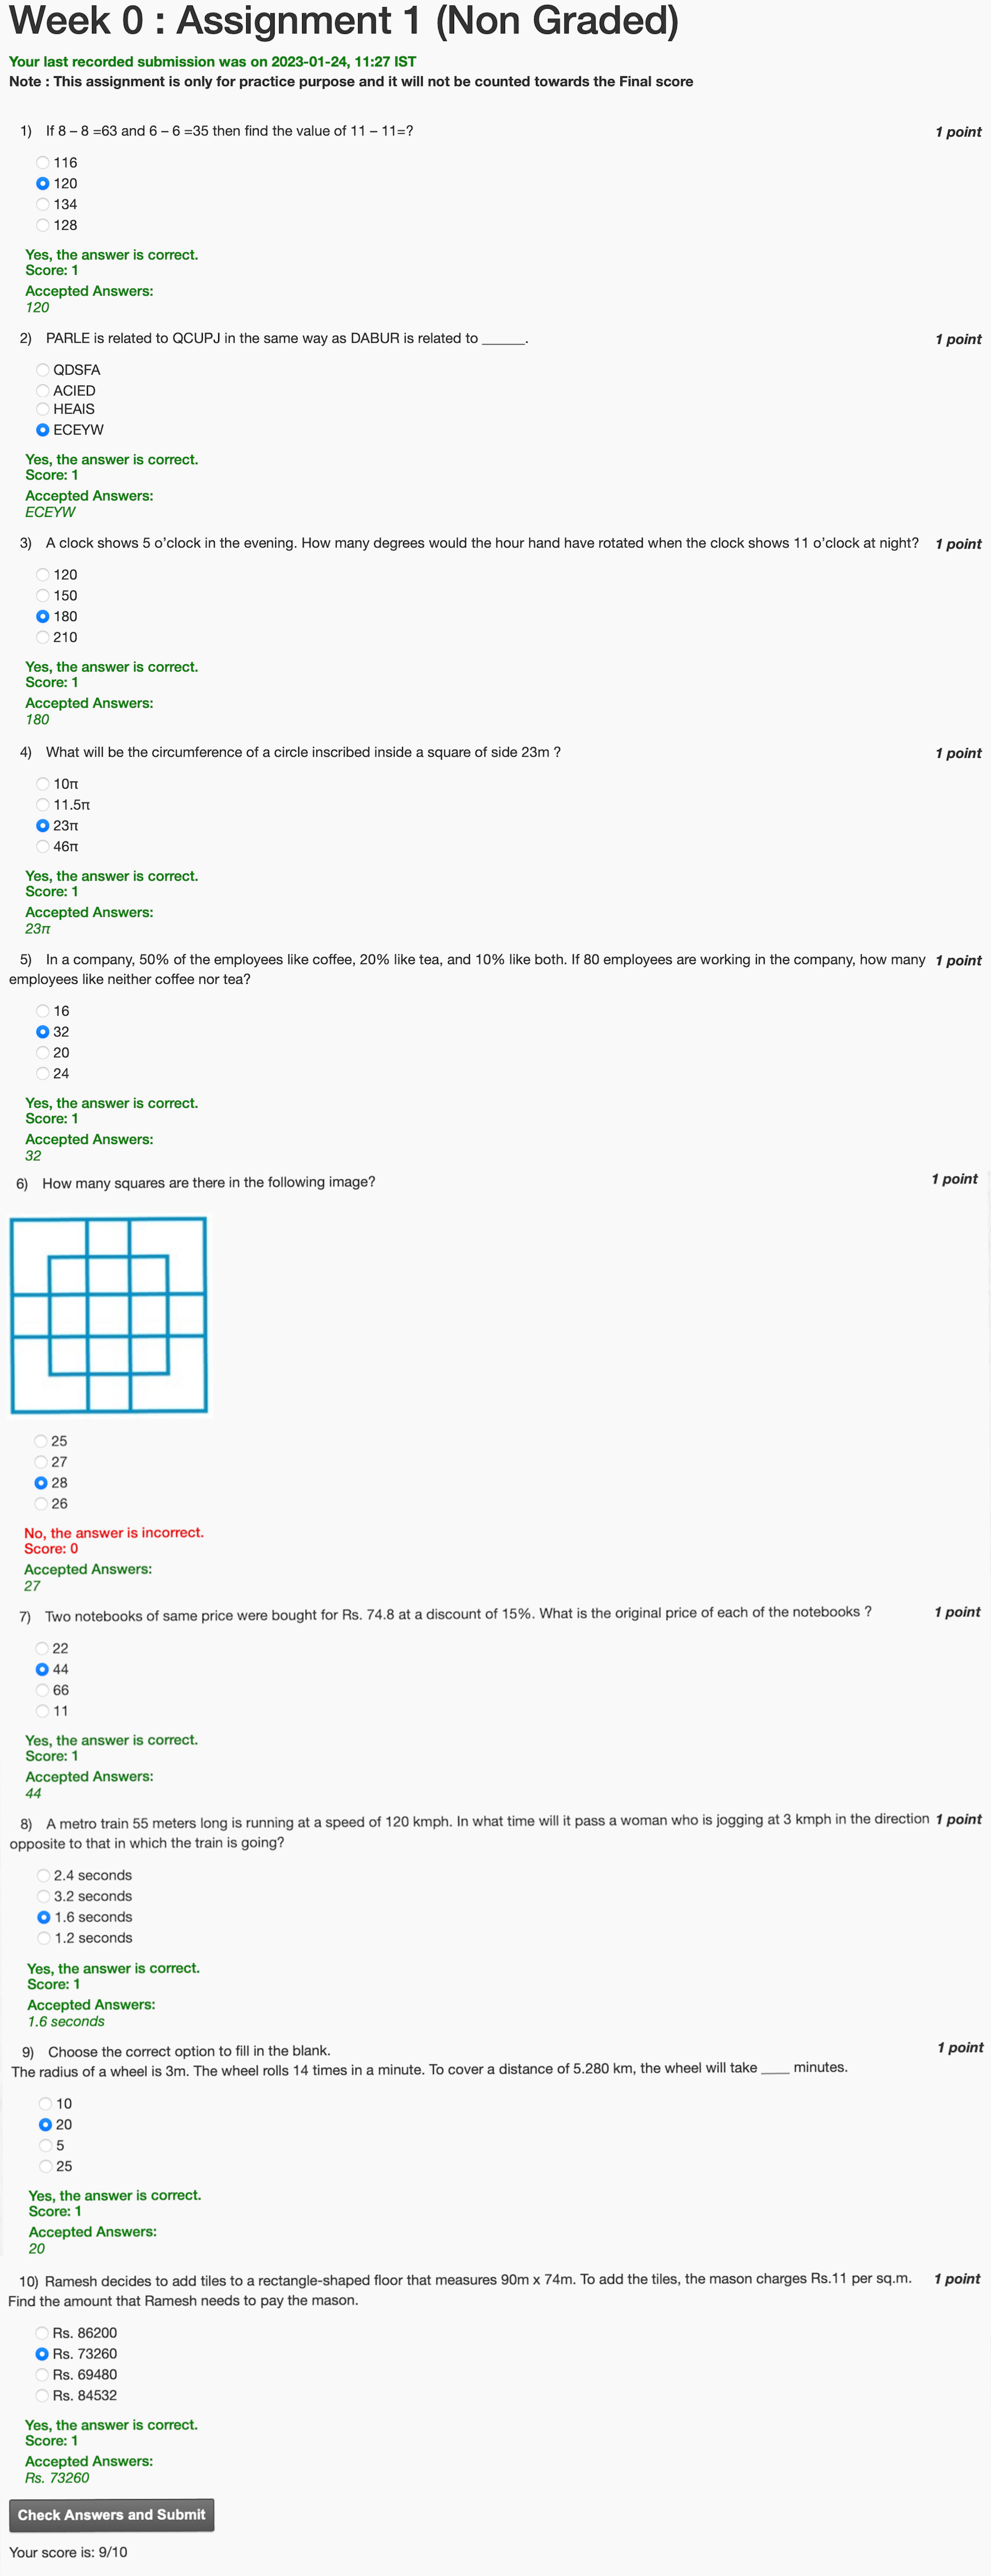 Week 0 : Assignment 1 (Non Graded)
Your last recorded submission was on 2023-01-24, 11:27 IST
Note : This assignment is only for practice purpose and it will not be counted towards the Final score
1) If 8 – 8 =63 and 6 – 6 =35 then find the value of 11 – 11=? 1 point
116
120
134
128
Yes, the answer is correct.
Score: 1
Accepted Answers:
120
2) PARLE is related to QCUPJ in the same way as DABUR is related to ______. 1 point
QDSFA
ACIED
HEAIS
ECEYW
Yes, the answer is correct.
Score: 1
Accepted Answers:
ECEYW
3) A clock shows 5 o’clock in the evening. How many degrees would the hour hand have rotated when the clock shows 11 o’clock at night? 1 point
120
150
180
210
Yes, the answer is correct.
Score: 1
Accepted Answers:
180
4) What will be the circumference of a circle inscribed inside a square of side 23m ? 1 point
10π
11.5π
23π
46π
Yes, the answer is correct.
Score: 1
Accepted Answers:
23π
5) In a company, 50% of the employees like coffee, 20% like tea, and 10% like both. If 80 employees are working in the company, how many 1 point
employees like neither coffee nor tea?
16
32
20
24
Yes, the answer is correct.
Score: 1
Accepted Answers:
32
6) How many squares are there in the following image? 1 point
25
27
28
26
No, the answer is incorrect.
Score: 0
Accepted Answers:
27
7) Two notebooks of same price were bought for Rs. 74.8 at a discount of 15%. What is the original price of each of the notebooks ? 1 point
22
44
66
11
Yes, the answer is correct.
Score: 1
Accepted Answers:
44
8) A metro train 55 meters long is running at a speed of 120 kmph. In what time will it pass a woman who is jogging at 3 kmph in the direction 1 point
opposite to that in which the train is going?
2.4 seconds
3.2 seconds
1.6 seconds
1.2 seconds
Yes, the answer is correct.
Score: 1
Accepted Answers:
1.6 seconds
9) Choose the correct option to fill in the blank. 1 point
The radius of a wheel is 3m. The wheel rolls 14 times in a minute. To cover a distance of 5.280 km, the wheel will take ____ minutes.
10
20
5
25
Yes, the answer is correct.
Score: 1
Accepted Answers:
20
10) Ramesh decides to add tiles to a rectangle-shaped floor that measures 90m x 74m. To add the tiles, the mason charges Rs.11 per sq.m. 1 point
Find the amount that Ramesh needs to pay the mason.
Rs. 86200
Rs. 73260
Rs. 69480
Rs. 84532
Yes, the answer is correct.
Score: 1
Accepted Answers:
Rs. 73260
Check Answers and Submit
Your score is: 9/10